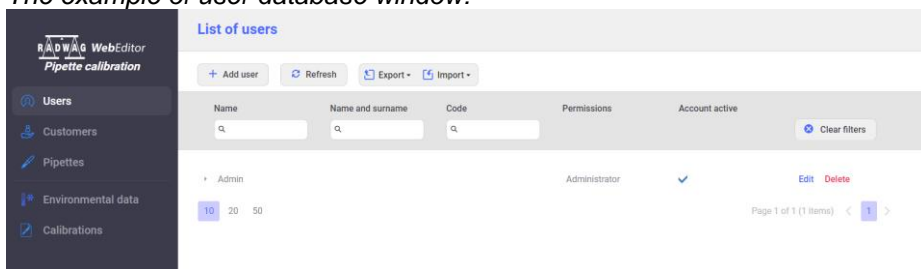 The example of user database window:
RADWAG WebEditor
Pipette calibration
Users
Customers
Pipettes
Environmental data
Calibrations
List of users
+ Add user Refresh Export Import
Name Name and surname Code Permissions Account active
Clear filters
Admin Administrator Edit Delete
10 20 50 Page 1 of 1 (1 items) < 1 >